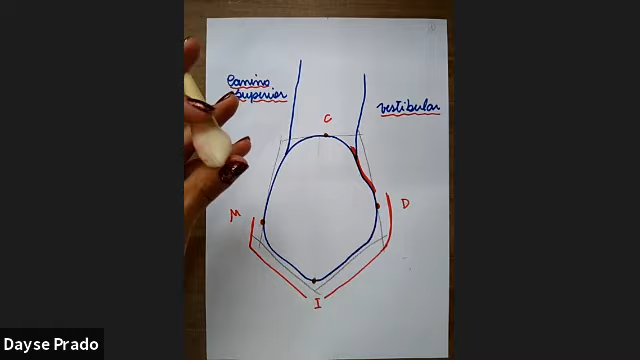 Canino
Superior
vestibular
C
M
D
I
Dayse Prado